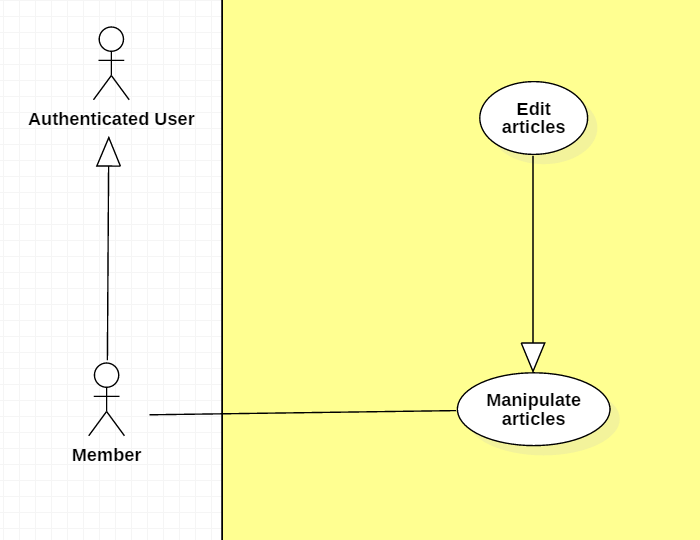 Authenticated User
Edit
articles
Manipulate
articles
Member